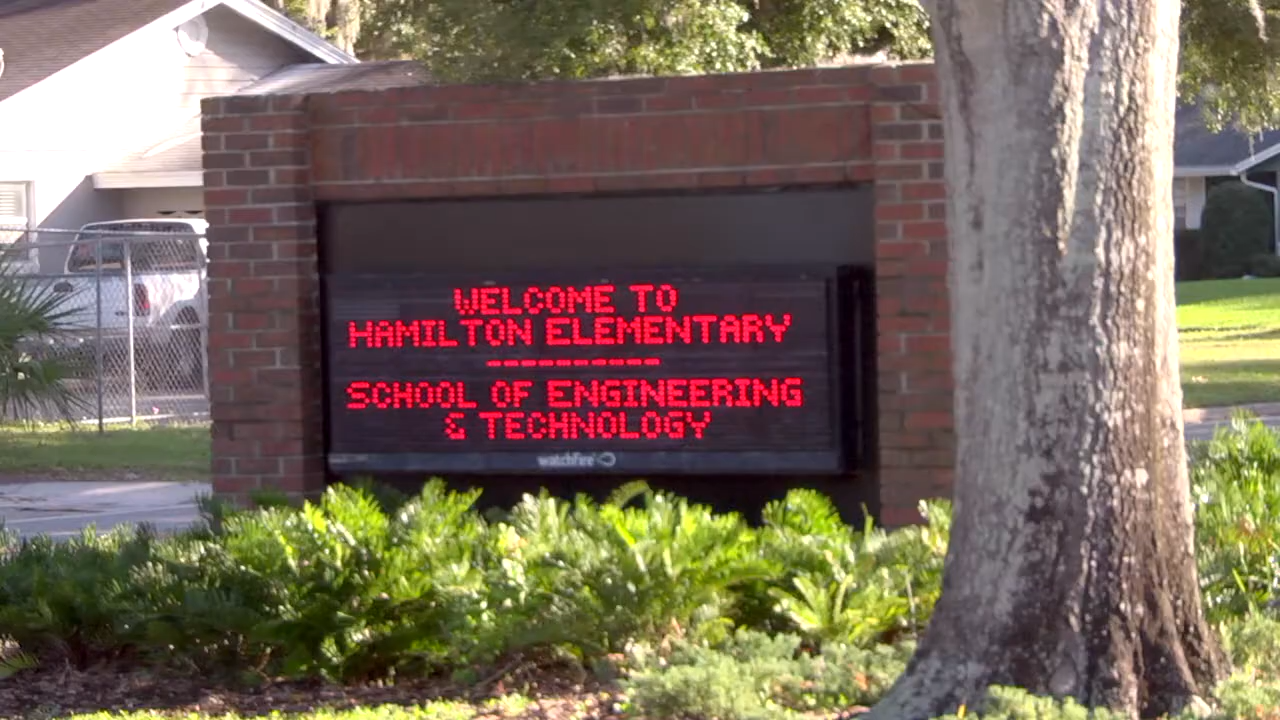 WELCOME TO
HAMILTON ELEMENTARY
----------
SCHOOL OF ENGINEERING
& TECHNOLOGY
watchfire